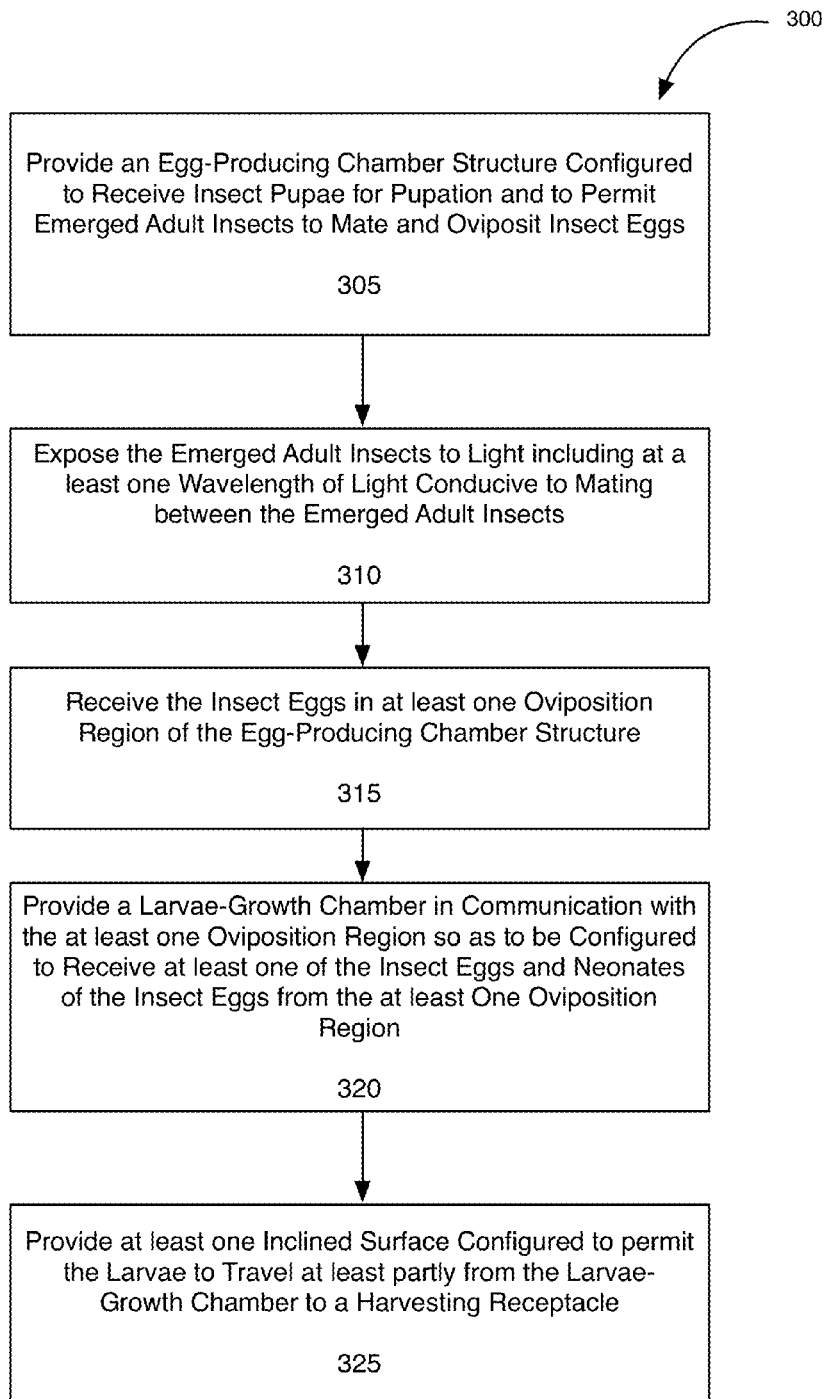 300
Provide an Egg-Producing Chamber Structure Configured
to Receive Insect Pupae for Pupation and to Permit
Emerged Adult Insects to Mate and Oviposit Insect Eggs
305
Expose the Emerged Adult Insects to Light including at a
least one Wavelength of Light Conducive to Mating
between the Emerged Adult Insects
310
Receive the Insect Eggs in at least one Oviposition
Region of the Egg-Producing Chamber Structure
315
Provide a Larvae-Growth Chamber in Communication with
the at least one Oviposition Region so as to be Configured
to Receive at least one of the Insect Eggs and Neonates
of the Insect Eggs from the at least One Oviposition
Region
320
Provide at least one Inclined Surface Configured to permit
the Larvae to Travel at least partly from the Larvae-
Growth Chamber to a Harvesting Receptacle
325